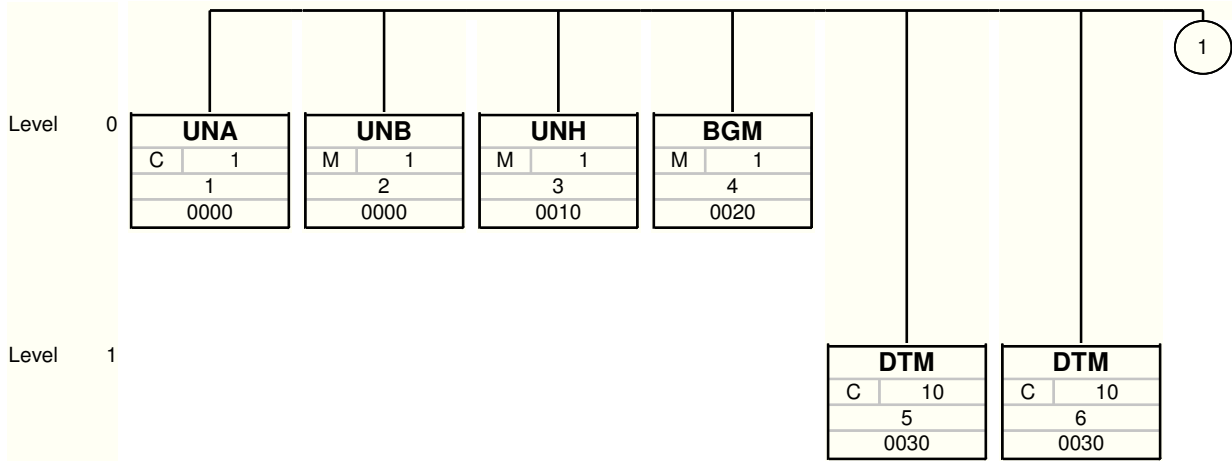 1
Level 0
UNA UNB UNH BGM
C 1 M 1 M 1 M 1
1 2 3 4
0000 0000 0010 0020
Level 1
DTM DTM
C 10 C 10
5 6
0030 0030